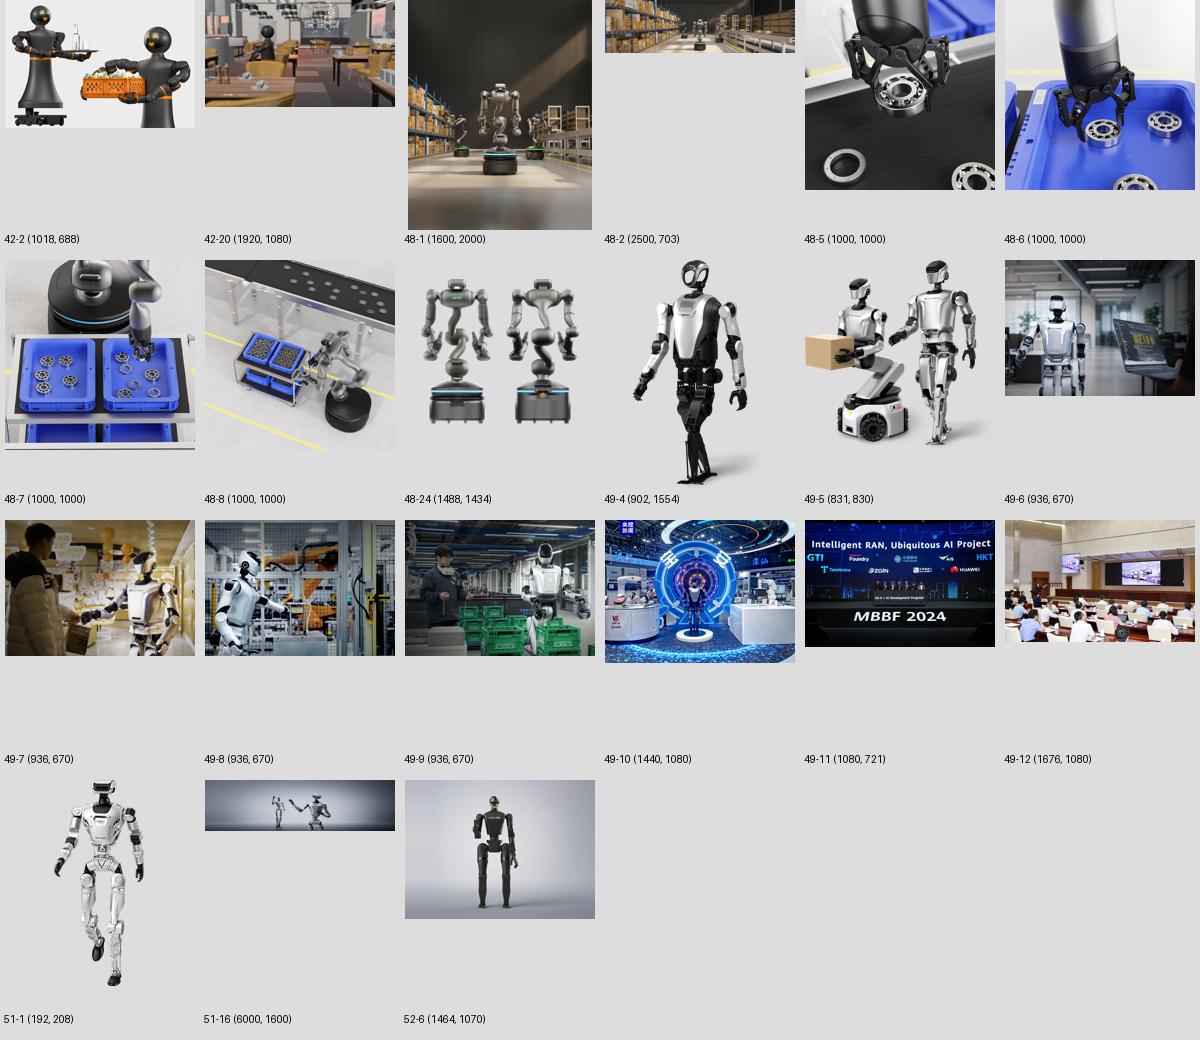 42-2 (1018, 688)
42-20 (1920, 1080)
48-1 (1600, 2000)
48-2 (2500, 703)
48-5 (1000, 1000)
48-6 (1000, 1000)
48-7 (1000, 1000)
48-8 (1000, 1000)
48-24 (1488, 1434)
49-4 (902, 1554)
49-5 (831, 830)
49-6 (936, 670)
央视
新闻
Intelligent RAN, Ubiquitous AI Project
GTI
Foundry
HKT
Telefónica
zain
HUAWEI
MBBF 2024
49-7 (936, 670)
49-8 (936, 670)
49-9 (936, 670)
49-10 (1440, 1080)
49-11 (1080, 721)
49-12 (1676, 1080)
51-1 (192, 208)
51-16 (6000, 1600)
52-6 (1464, 1070)